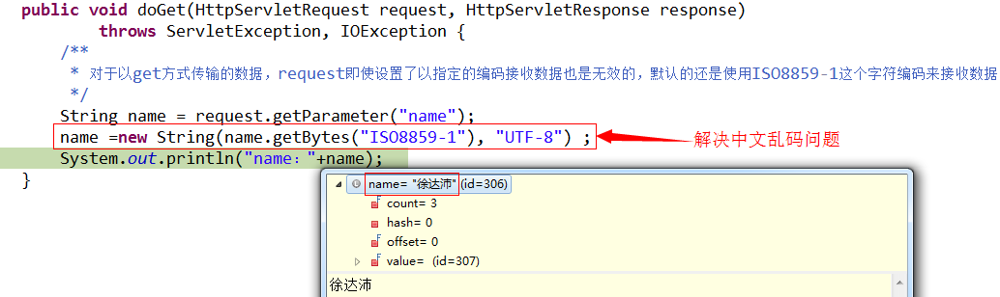 public void doGet(HttpServletRequest request, HttpServletResponse response)
throws ServletException, IOException {
/**
* 对于以get方式传输的数据，request即使设置了以指定的编码接收数据也是无效的，默认的还是使用ISO8859-1这个字符编码来接收数据
*/
String name = request.getParameter("name");
name =new String(name.getBytes("ISO8859-1"), "UTF-8") ;
解决中文乱码问题
System.out.println("name："+name);
}
name= "徐达沛" (id=306)
count= 3
hash= 0
offset= 0
value= (id=307)
徐达沛